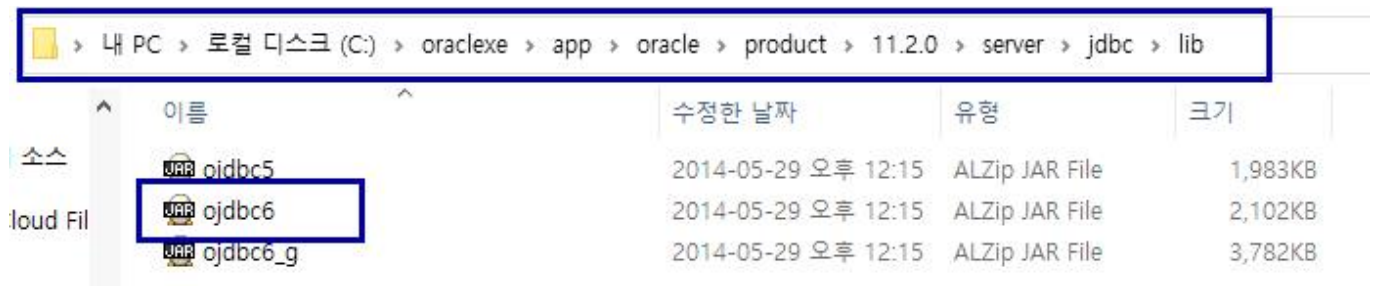 > 내 PC > 로컬 디스크 (C:) > oraclexe > app > oracle > product > 11.2.0 > server > jdbc > lib
이름 수정한 날짜 유형 크기
소스
ojdbc5 2014-05-29 오후 12:15 ALZip JAR File 1,983KB
loud Fil
JAR ojdbc6 2014-05-29 오후 12:15 ALZip JAR File 2,102KB
ojdbc6_g 2014-05-29 오후 12:15 ALZip JAR File 3,782KB